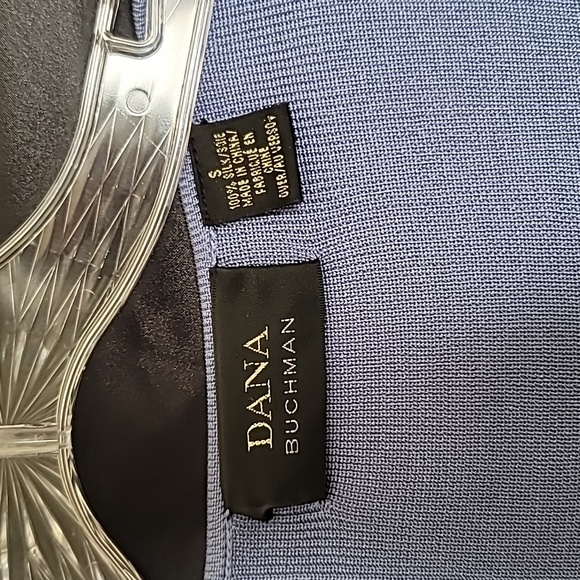 S
100% SILK/SOIE
MADE IN CHINA/
FABRIQUE EN
CHINE
OVER/AU VERSO
DANA
BUCHMAN